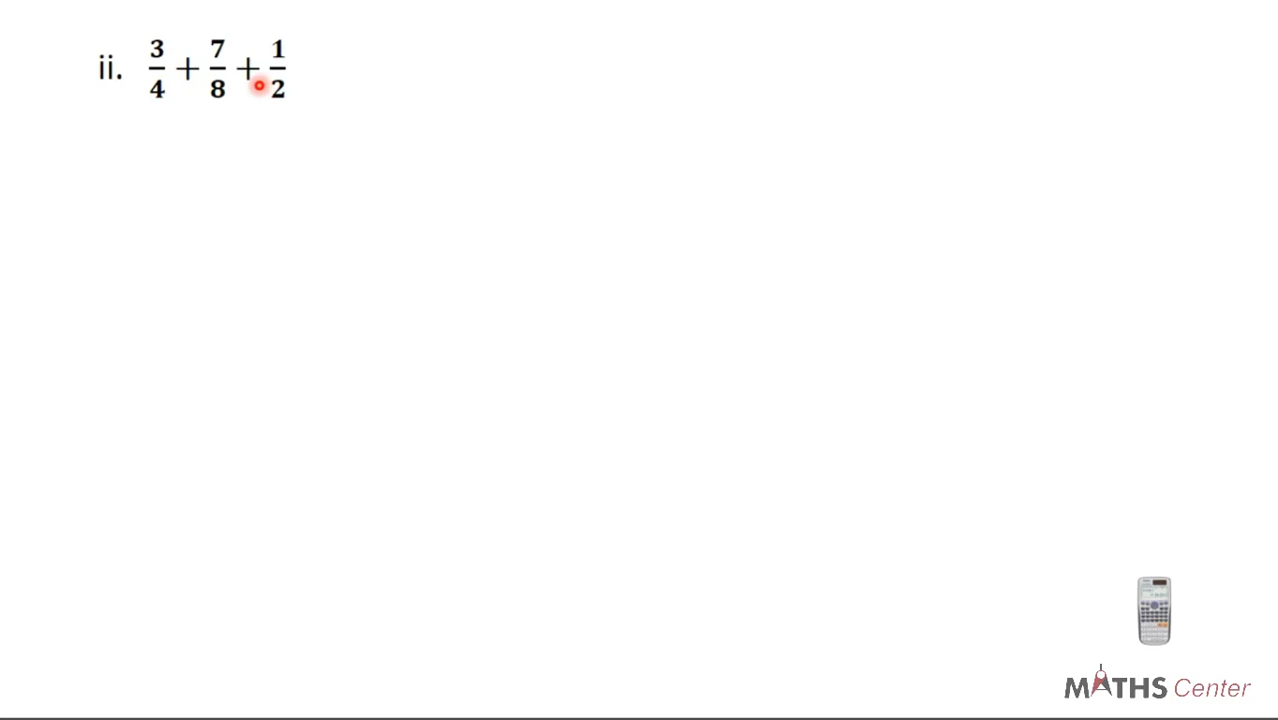 ii. 3/4 + 7/8 + 1/2
MATHS Center